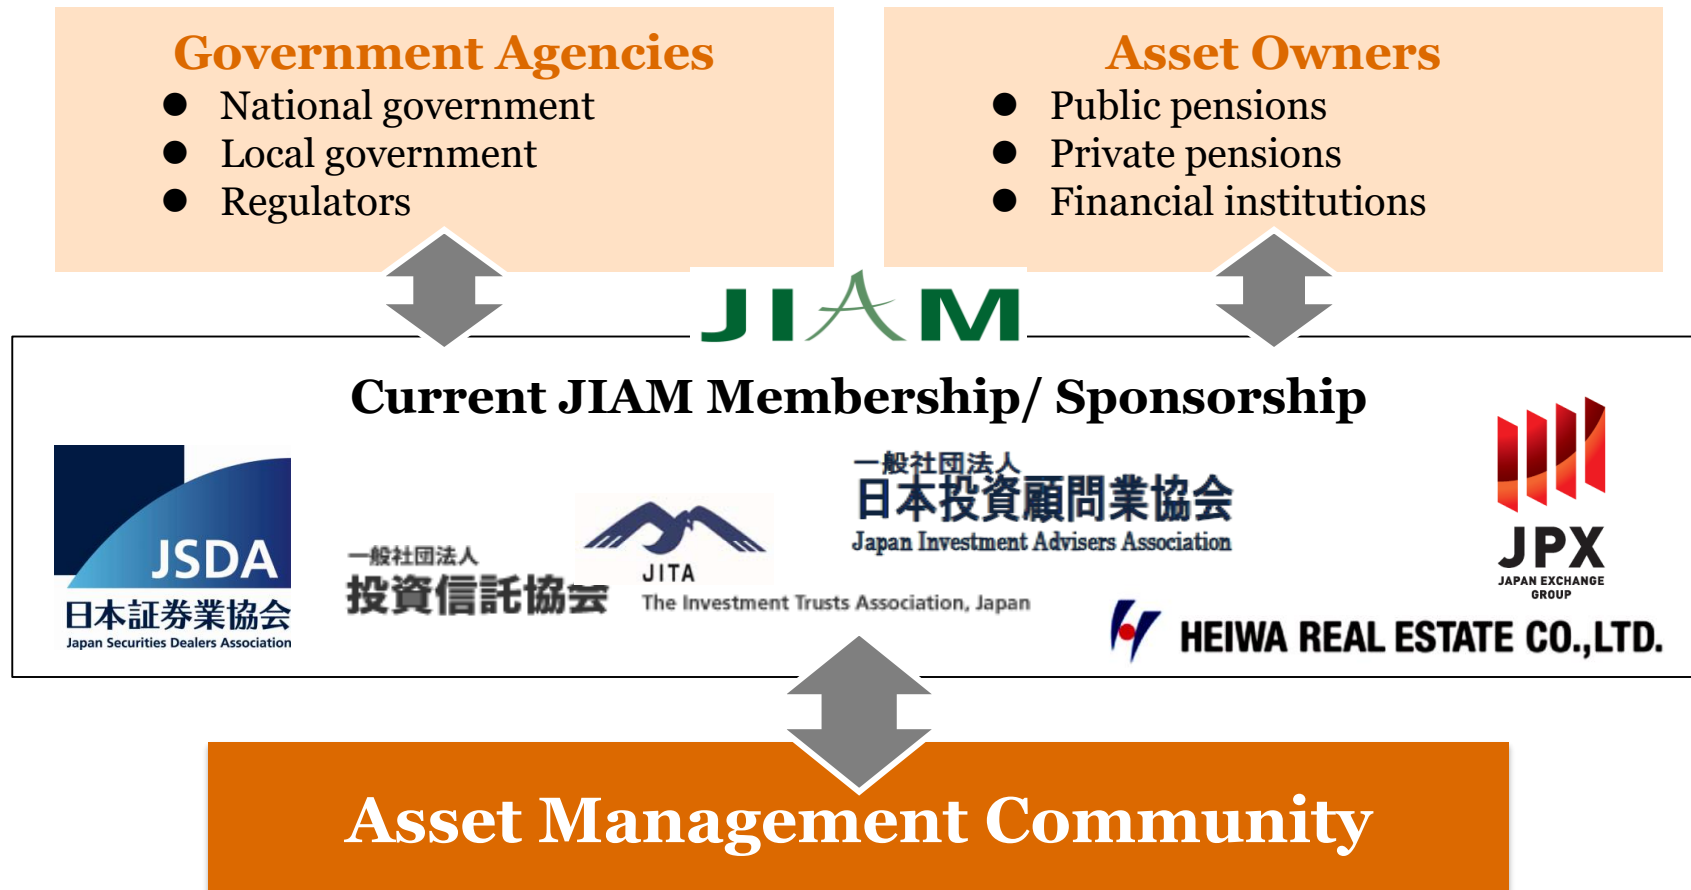 Government Agencies
● National government
● Local government
● Regulators
Asset Owners
● Public pensions
● Private pensions
● Financial institutions
JIAM
Current JIAM Membership/ Sponsorship
JSDA
日本証券業協会
Japan Securities Dealers Association
一般社団法人
投資信託協会
JITA
The Investment Trusts Association, Japan
一般社団法人
日本投資顧問業協会
Japan Investment Advisers Association
JPX
JAPAN EXCHANGE
GROUP
HEIWA REAL ESTATE CO.,LTD.
Asset Management Community